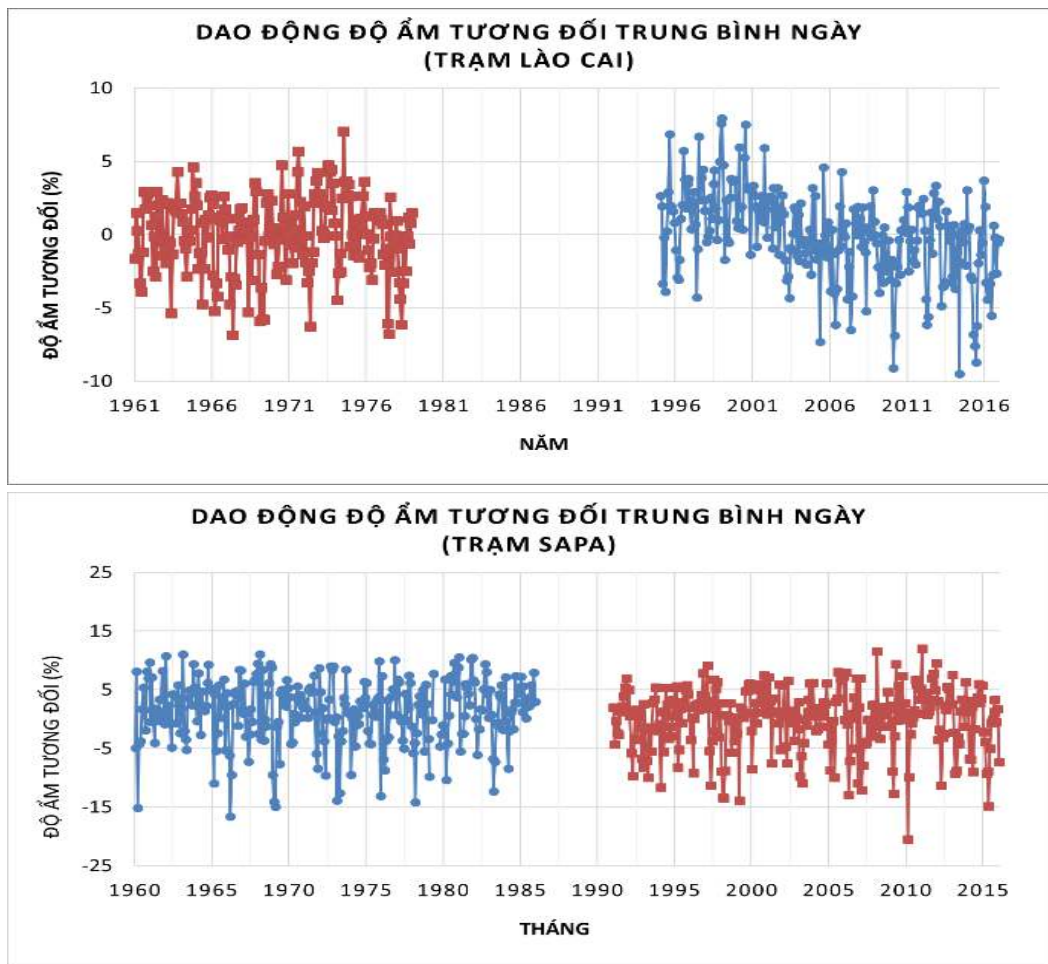 DAO ĐỘNG ĐỘ ẨM TƯƠNG ĐỐI TRUNG BÌNH NGÀY
(TRẠM LÀO CAI)
ĐỘ ẨM TƯƠNG ĐỐI (%)
10
5
0
-5
-10
1961 1966 1971 1976 1981 1986 1991 1996 2001 2006 2011 2016
NĂM
DAO ĐỘNG ĐỘ ẨM TƯƠNG ĐỐI TRUNG BÌNH NGÀY
(TRẠM SAPA)
ĐỘ ẨM TƯƠNG ĐỐI (%)
25
15
5
-5
-15
-25
1960 1965 1970 1975 1980 1985 1990 1995 2000 2005 2010 2015
THÁNG